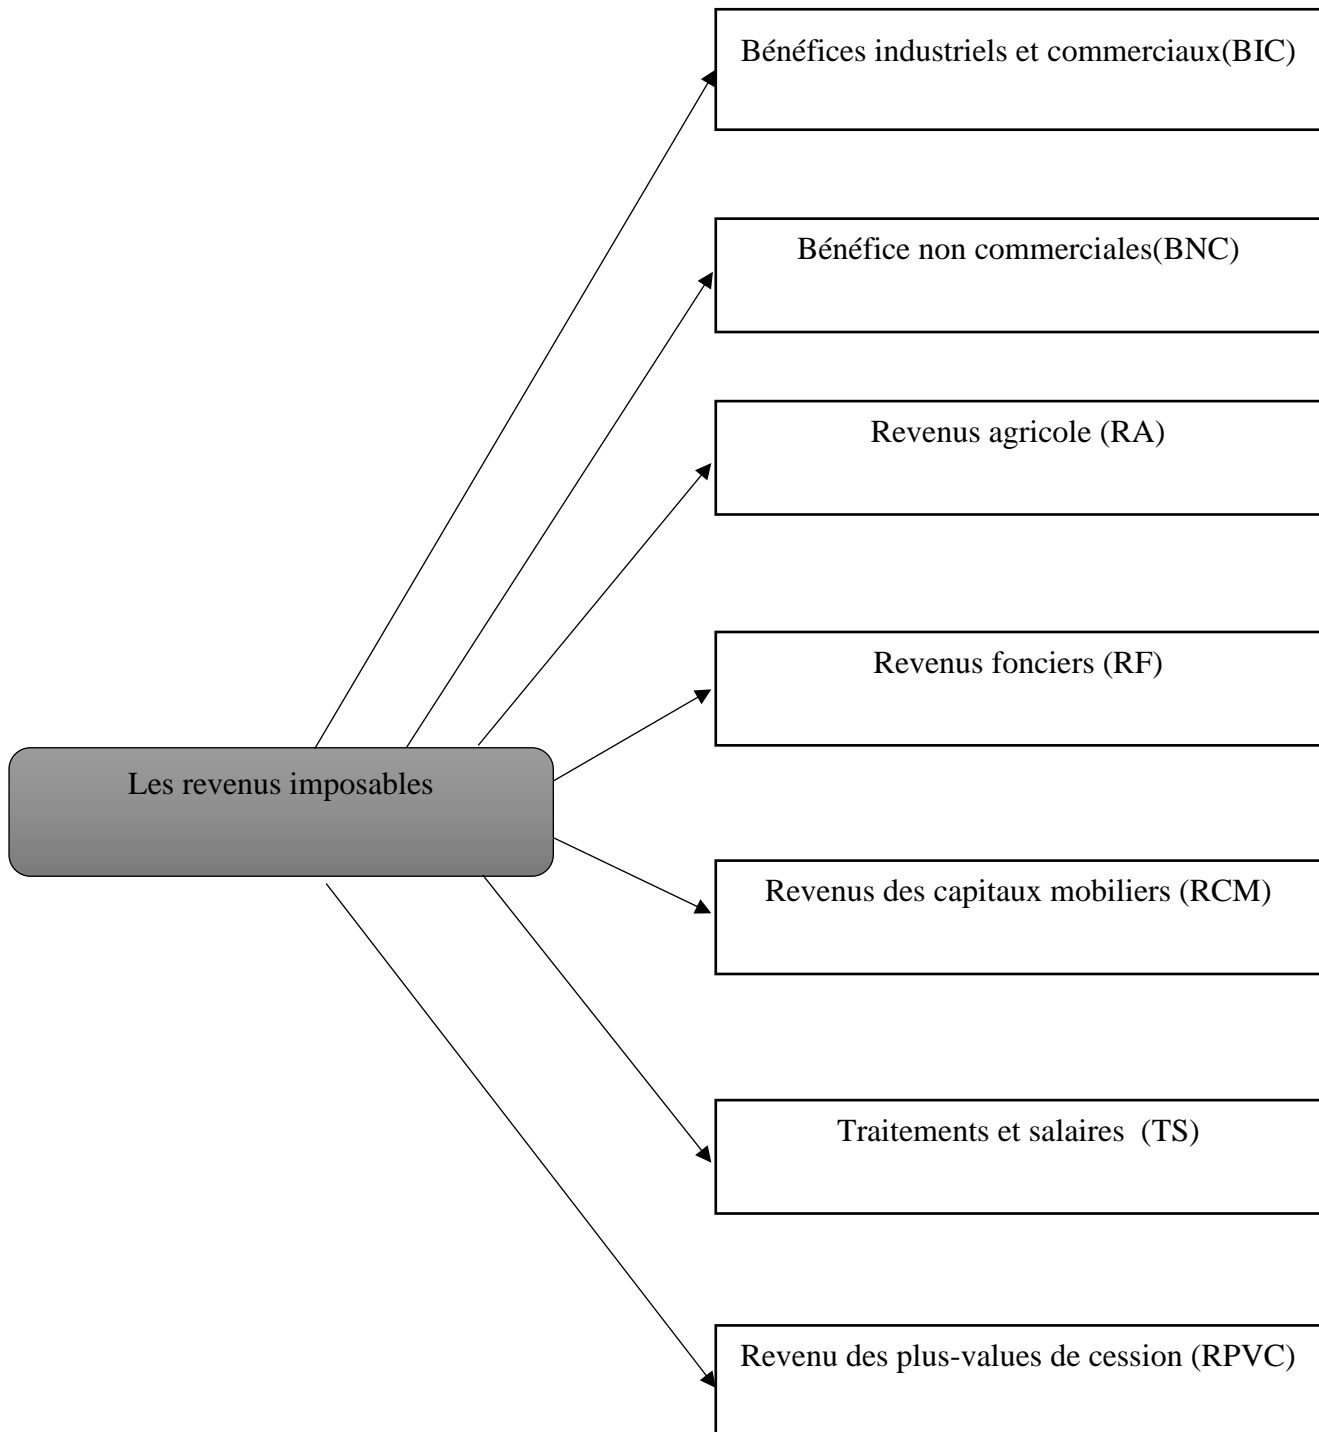 Bénéfices industriels et commerciaux(BIC)
Bénéfice non commerciales(BNC)
Revenus agricole (RA)
Revenus fonciers (RF)
Les revenus imposables
Revenus des capitaux mobiliers (RCM)
Traitements et salaires  (TS)
Revenu des plus-values de cession (RPVC)